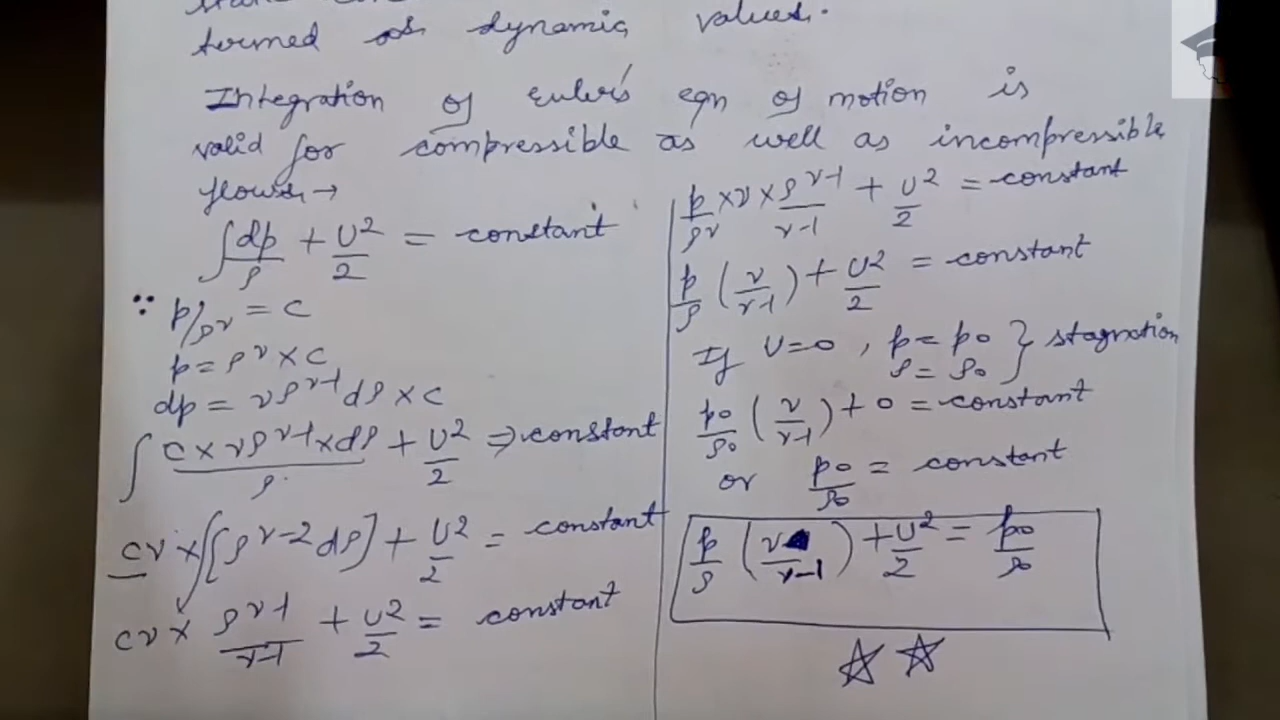 termed as dynamic values.
Integration of Euler's eqn of motion is
valid for compressible as well as incompressible
flows →
∫ dp/ρ + U²/2 = constant
∵ p/ρ^γ = C
p = ρ^γ × C
dp = γρ^(γ-1) dρ × C
∫ C × γρ^(γ-1) × dρ / ρ + U²/2 ⇒ constant
Cγ × ∫[ρ^(γ-2) dρ] + U²/2 = constant
Cγ × ρ^(γ-1)/(γ-1) + U²/2 = constant
p/ρ^γ × γ × ρ^(γ-1)/(γ-1) + U²/2 = constant
p/ρ (γ/(γ-1)) + U²/2 = constant
If U=0, p = p₀ } stagnation
ρ = ρ₀
p₀/ρ₀ (γ/(γ-1)) + 0 = constant
or p₀/ρ₀ = constant
p/ρ (γ/(γ-1)) + U²/2 = p₀/ρ₀